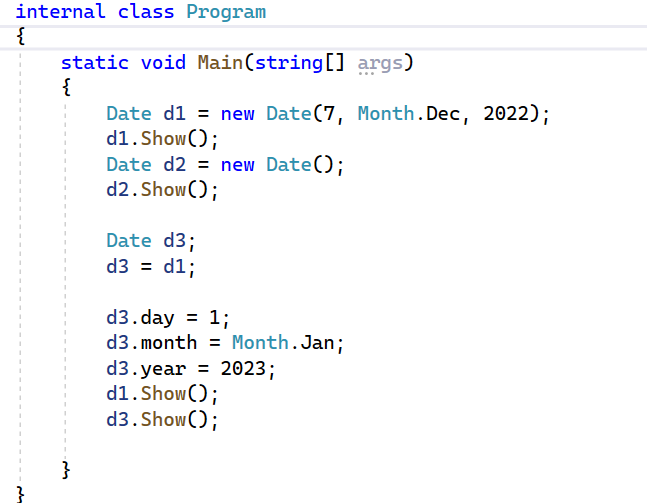 internal class Program
{
    static void Main(string[] args)
    {
        Date d1 = new Date(7, Month.Dec, 2022);
        d1.Show();
        Date d2 = new Date();
        d2.Show();

        Date d3;
        d3 = d1;

        d3.day = 1;
        d3.month = Month.Jan;
        d3.year = 2023;
        d1.Show();
        d3.Show();

    }
}